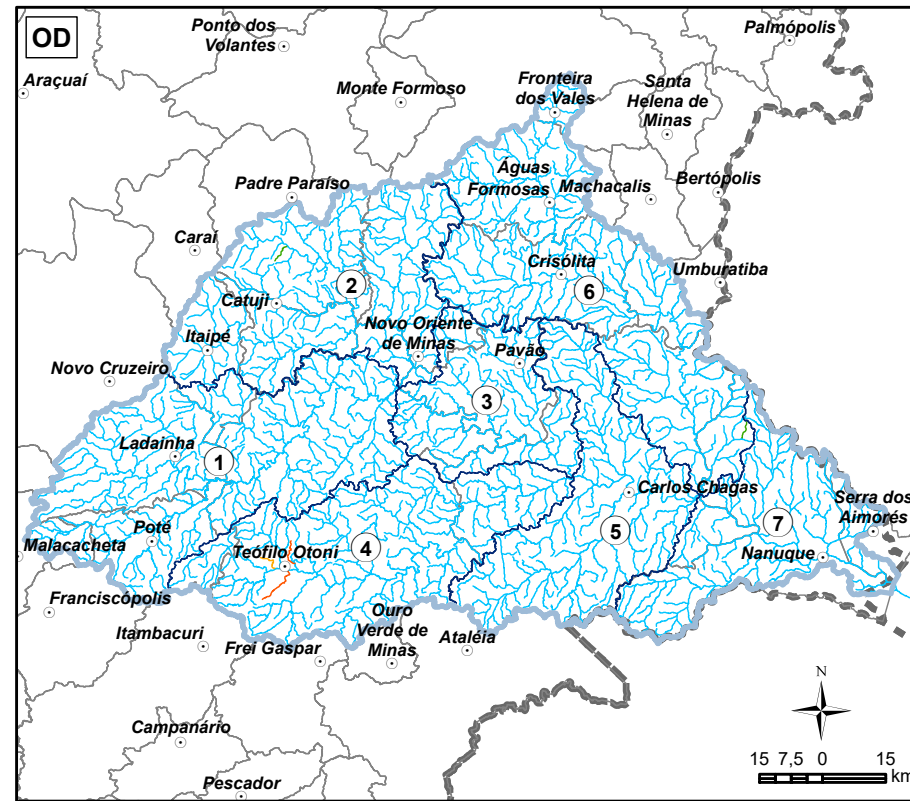 OD
Ponto dos
Volantes
Palmópolis
Araçuaí
Monte Formoso
Fronteira
dos Vales
Santa
Helena de
Minas
Águas
Formosas
Machacalis
Bertópolis
Padre Paraíso
Caraí
Crisólita
Umburatiba
2
6
Catuji
Itaipé
Novo Oriente
de Minas
Pavão
Novo Cruzeiro
3
Ladainha
1
Carlos Chagas
Serra dos
Aimorés
Poté
7
5
4
Malacacheta
Teófilo Otoni
Nanuque
Franciscópolis
Itambacuri
Ouro
Verde de
Minas
Ataléia
Frei Gaspar
N
Campanário
Pescador
15 7,5 0 15
km